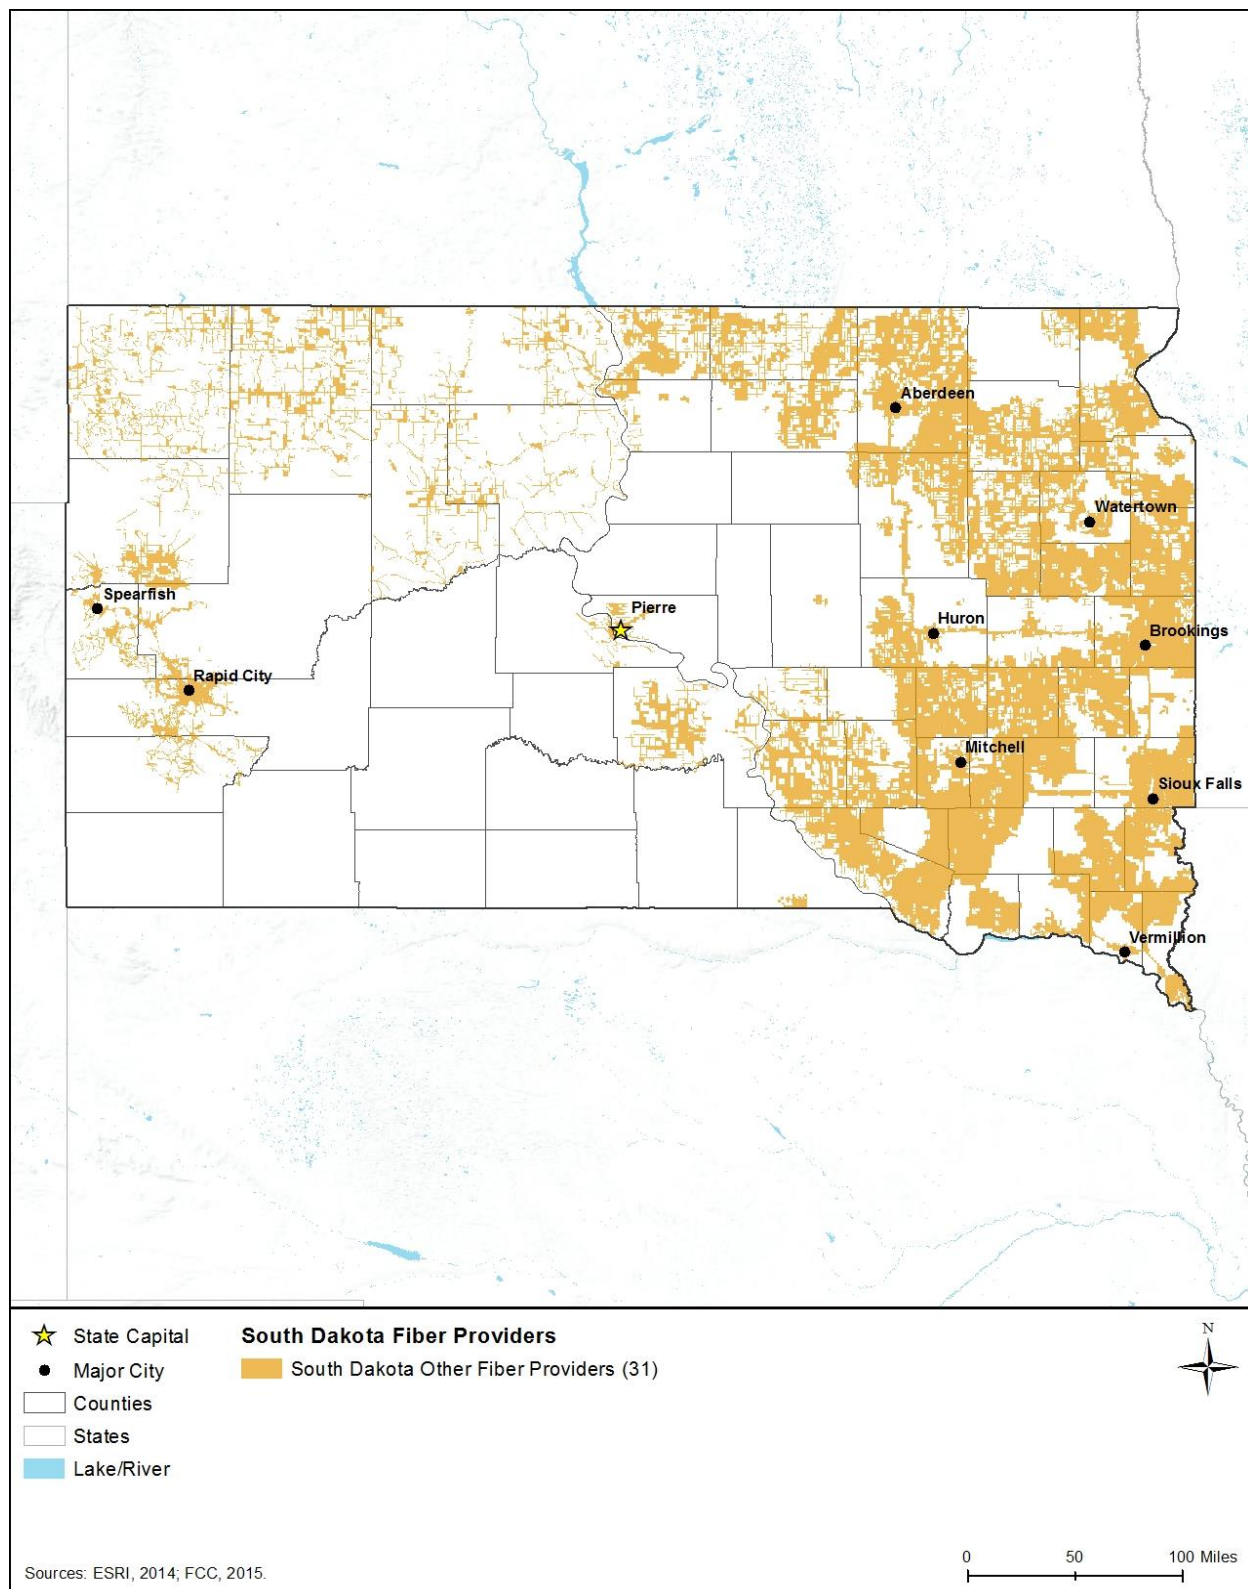 Aberdeen
Watertown
Spearfish
Pierre
Huron
Brookings
Rapid City
Mitchell
Sioux Falls
Vermillion
State Capital
Major City
Counties
States
Lake/River
South Dakota Fiber Providers
South Dakota Other Fiber Providers (31)
N
0 50 100 Miles
Sources: ESRI, 2014; FCC, 2015.